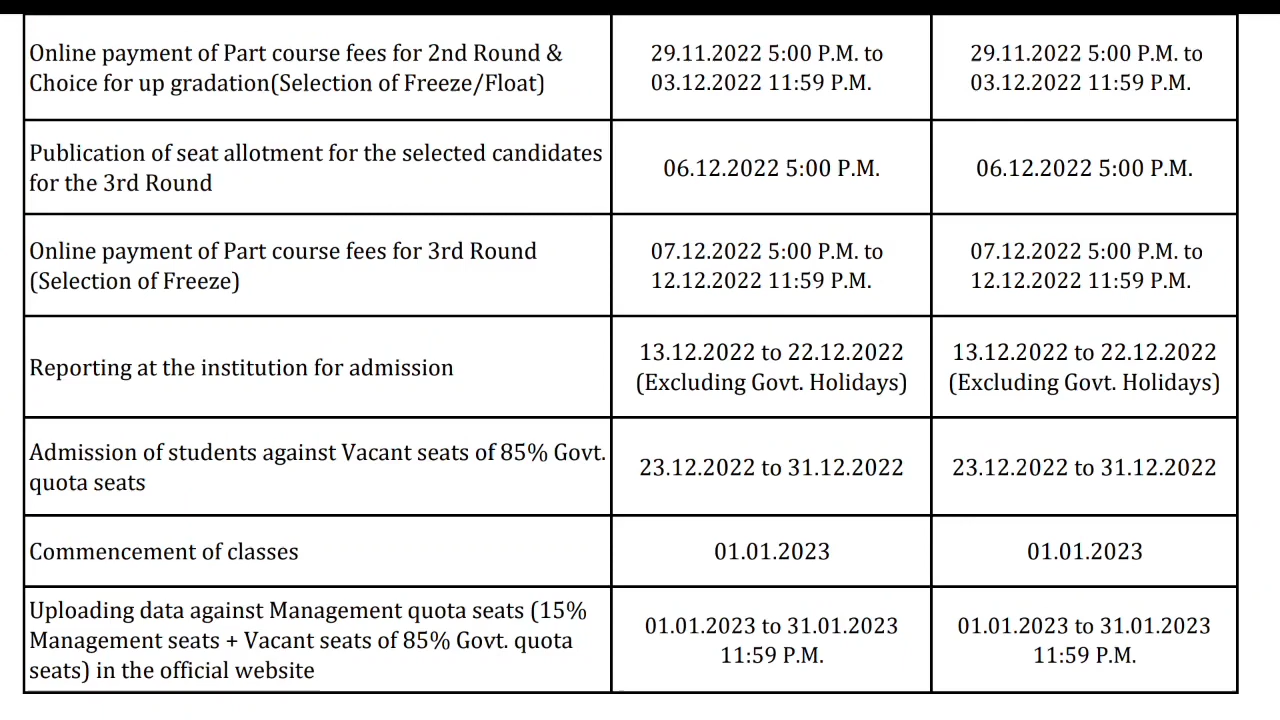 Online payment of Part course fees for 2nd Round &
Choice for up gradation(Selection of Freeze/Float)
29.11.2022 5:00 P.M. to
03.12.2022 11:59 P.M.
29.11.2022 5:00 P.M. to
03.12.2022 11:59 P.M.
Publication of seat allotment for the selected candidates
for the 3rd Round
06.12.2022 5:00 P.M.
06.12.2022 5:00 P.M.
Online payment of Part course fees for 3rd Round
(Selection of Freeze)
07.12.2022 5:00 P.M. to
12.12.2022 11:59 P.M.
07.12.2022 5:00 P.M. to
12.12.2022 11:59 P.M.
Reporting at the institution for admission
13.12.2022 to 22.12.2022
(Excluding Govt. Holidays)
13.12.2022 to 22.12.2022
(Excluding Govt. Holidays)
Admission of students against Vacant seats of 85% Govt.
quota seats
23.12.2022 to 31.12.2022
23.12.2022 to 31.12.2022
Commencement of classes
01.01.2023
01.01.2023
Uploading data against Management quota seats (15%
Management seats + Vacant seats of 85% Govt. quota
seats) in the official website
01.01.2023 to 31.01.2023
11:59 P.M.
01.01.2023 to 31.01.2023
11:59 P.M.